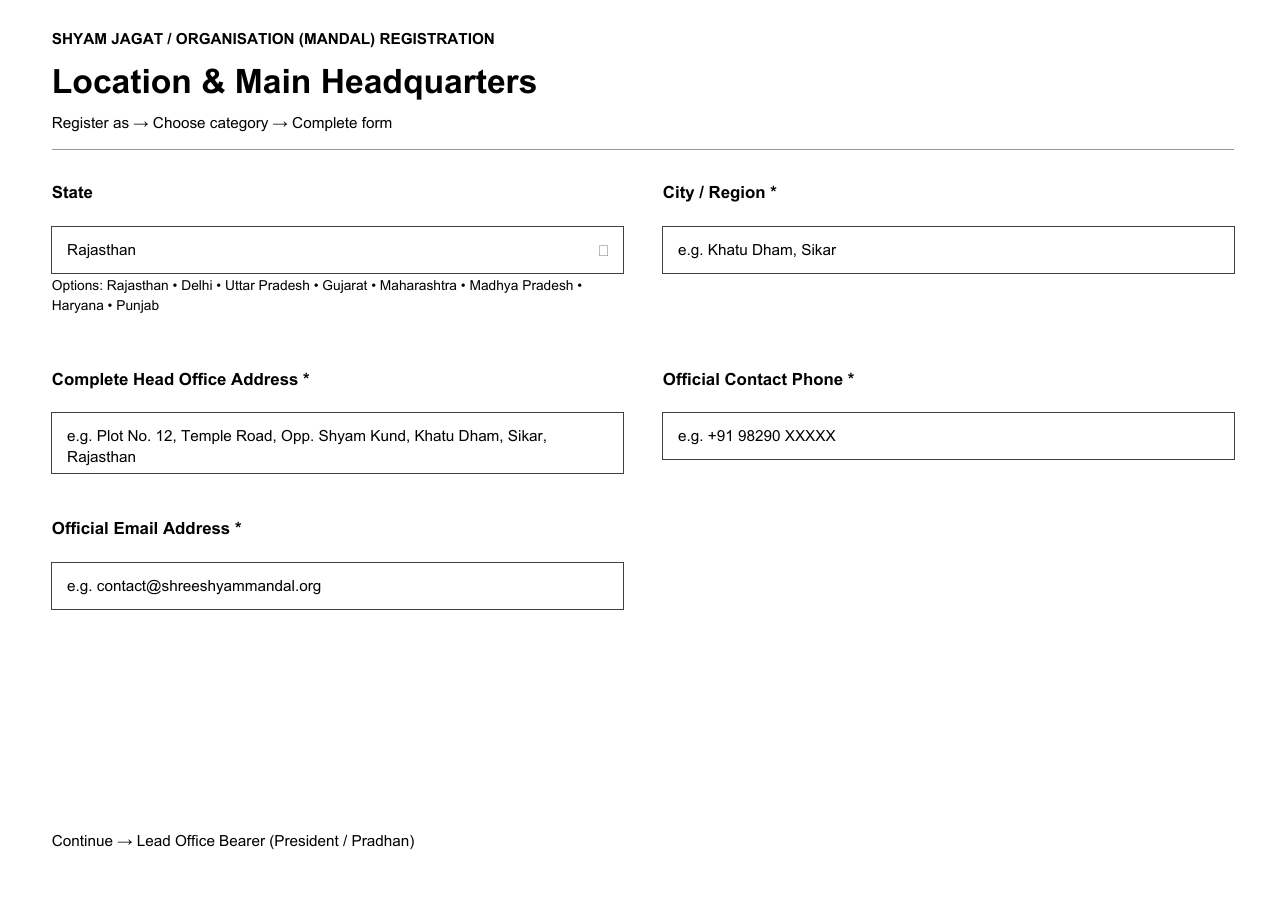 SHYAM JAGAT / ORGANISATION (MANDAL) REGISTRATION
Location & Main Headquarters
Register as → Choose category → Complete form
State
Rajasthan
Options: Rajasthan • Delhi • Uttar Pradesh • Gujarat • Maharashtra • Madhya Pradesh •
Haryana • Punjab
City / Region *
e.g. Khatu Dham, Sikar
Complete Head Office Address *
e.g. Plot No. 12, Temple Road, Opp. Shyam Kund, Khatu Dham, Sikar,
Rajasthan
Official Contact Phone *
e.g. +91 98290 XXXXX
Official Email Address *
e.g. contact@shreeshyammandal.org
Continue → Lead Office Bearer (President / Pradhan)